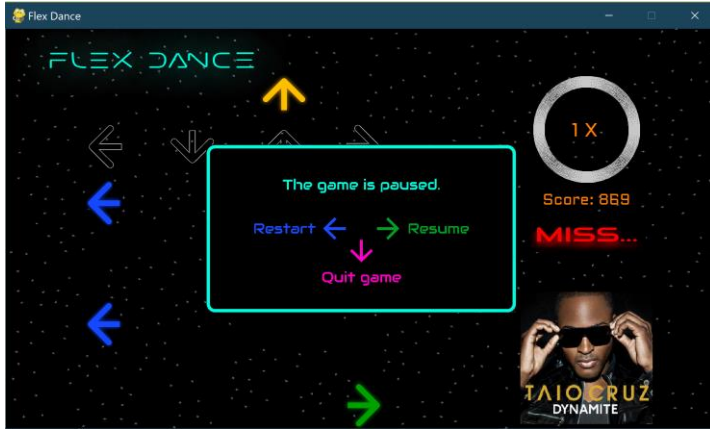 Flex Dance
FLEX DANCE
1 X
The game is paused.
Restart
Resume
Quit game
Score: 869
MISS...
TAIO CRUZ
DYNAMITE